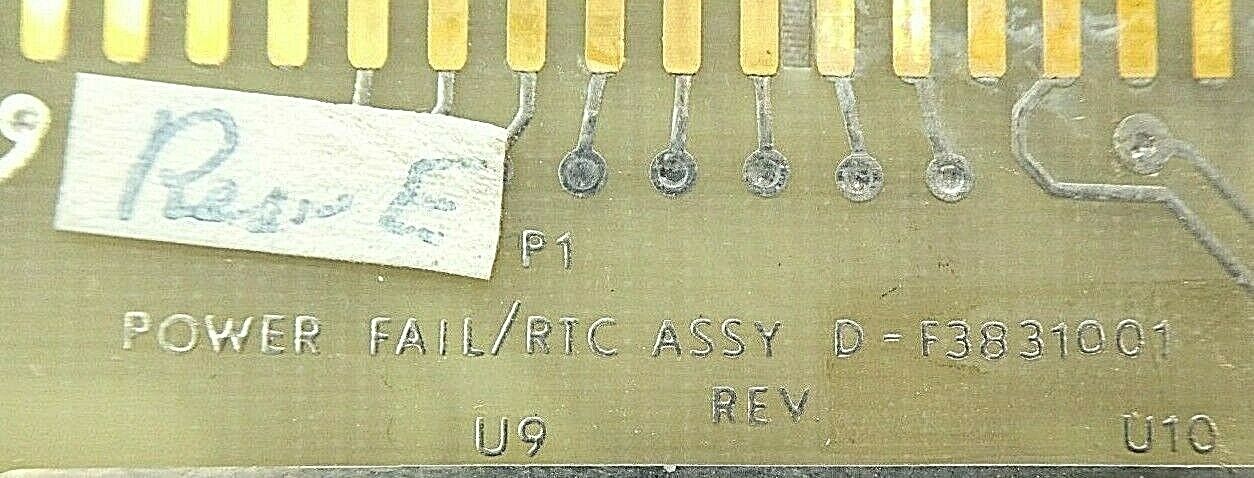 9
Rev E
P1
POWER FAIL/RTC ASSY D-F3831001
REV.
U9
U10